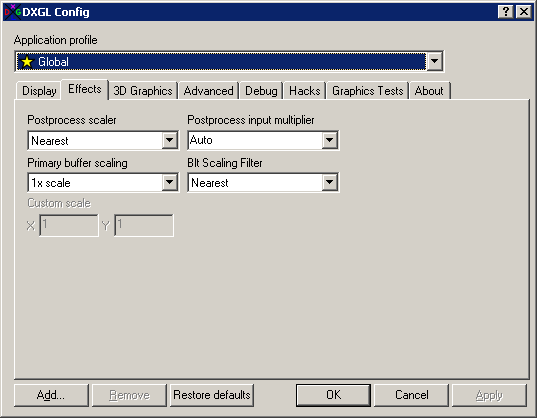 DXGL Config
Application profile
Global
Display Effects 3D Graphics Advanced Debug Hacks Graphics Tests About
Postprocess scaler Postprocess input multiplier
Nearest Auto
Primary buffer scaling Blt Scaling Filter
1x scale Nearest
Custom scale
X 1 Y 1
Add... Remove Restore defaults OK Cancel Apply